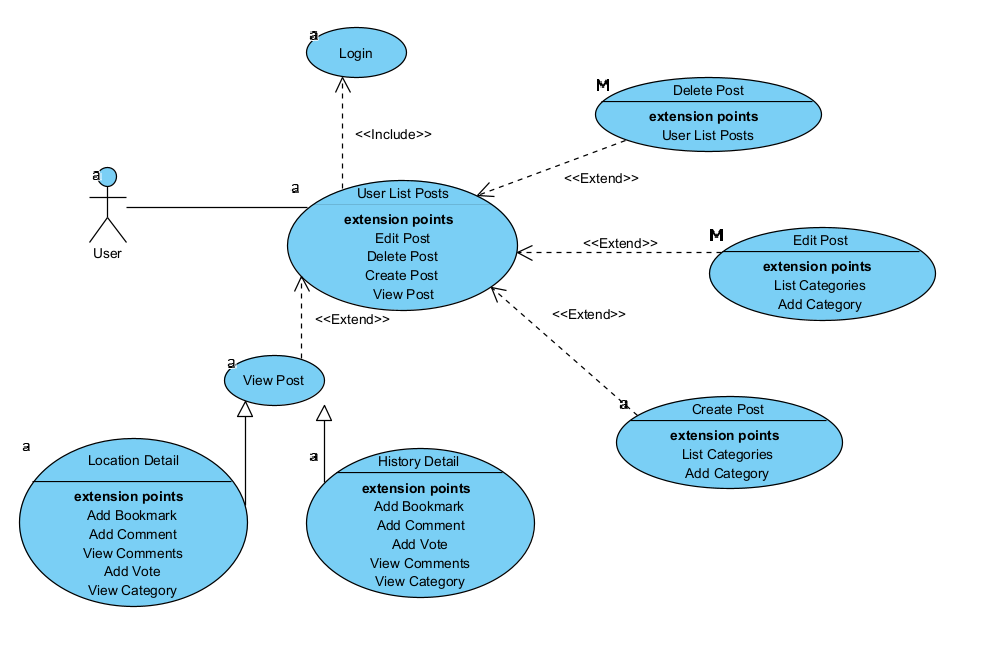 a
Login
<<Include>>
M
Delete Post
extension points
User List Posts
<<Extend>>
a
User
a
User List Posts
extension points
Edit Post
Delete Post
Create Post
View Post
<<Extend>>
M
Edit Post
extension points
List Categories
Add Category
<<Extend>>
<<Extend>>
a
View Post
a
Create Post
extension points
List Categories
Add Category
a
Location Detail
extension points
Add Bookmark
Add Comment
View Comments
Add Vote
View Category
a
History Detail
extension points
Add Bookmark
Add Comment
Add Vote
View Comments
View Category